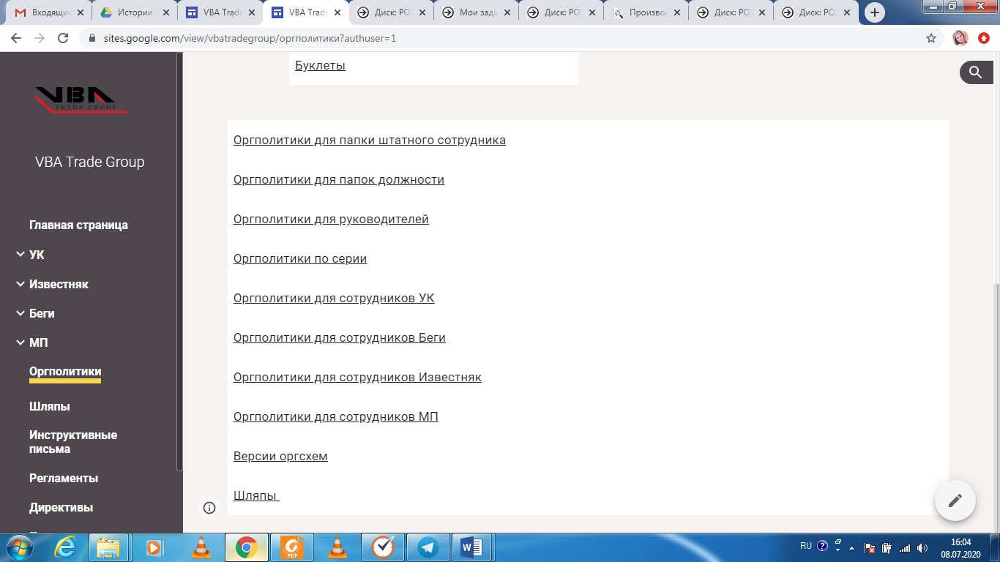 Входящие
Истории
VBA Trade
VBA Trade
Диск: РО
Мои зада
Диск: РО
Производ
Диск: РО
Диск: РО
sites.google.com/view/vbatradegroup/оргполитики?authuser=1
VBA
TRADE GROUP
VBA Trade Group
Главная страница
УК
Известняк
Беги
МП
Оргполитики
Шляпы
Инструктивные
письма
Регламенты
Директивы
Буклеты
Оргполитики для папки штатного сотрудника
Оргполитики для папок должности
Оргполитики для руководителей
Оргполитики по серии
Оргполитики для сотрудников УК
Оргполитики для сотрудников Беги
Оргполитики для сотрудников Известняк
Оргполитики для сотрудников МП
Версии оргсхем
Шляпы
PDF
RU
16:04
08.07.2020